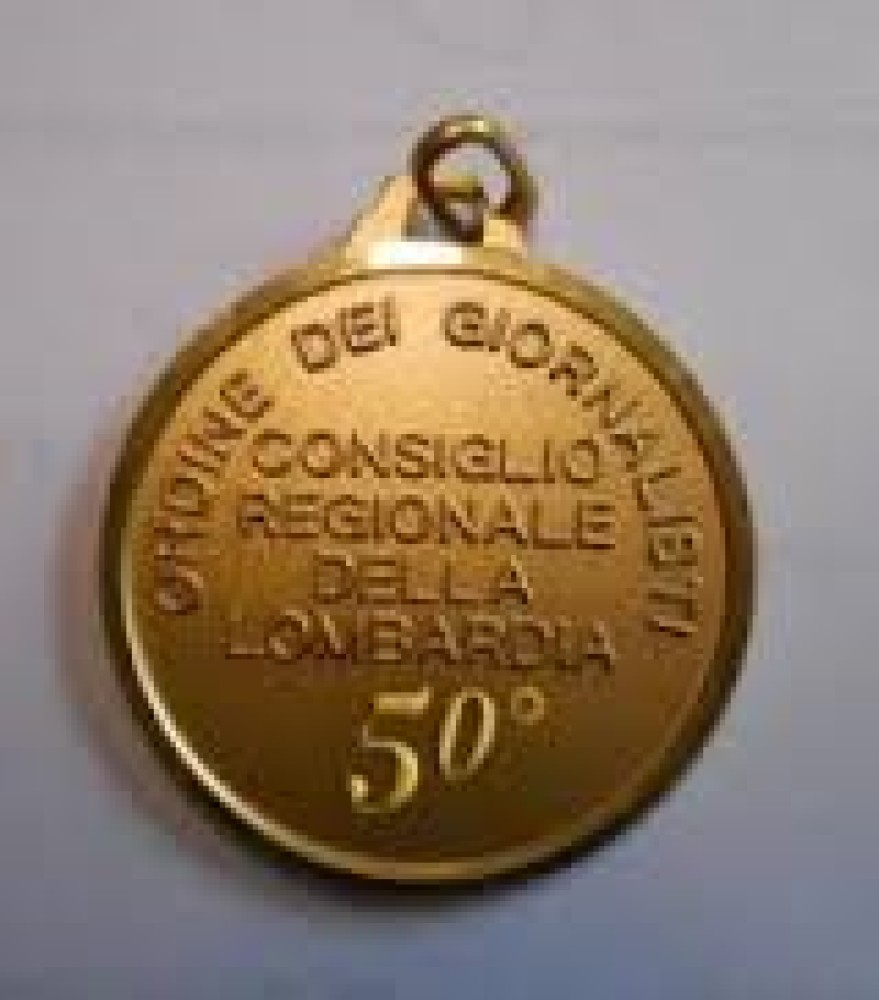 ORDINE DEI GIORNALISTI
CONSIGLIO
REGIONALE
DELLA
LOMBARDIA
50°